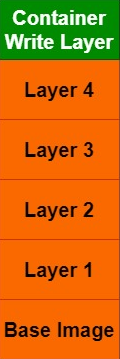 Container
Write Layer
Layer 4
Layer 3
Layer 2
Layer 1
Base Image